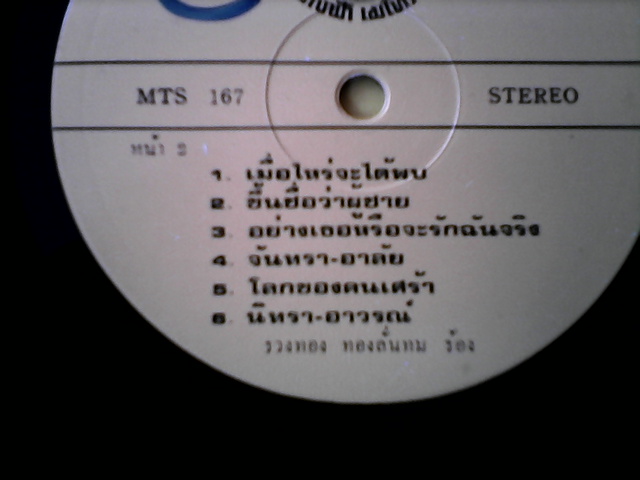 MTS 167 STEREO
หน้า 2
1. เมื่อไหร่จะได้พบ
2. ขึ้นชื่อว่าผู้ชาย
3. อย่างเธอหรือจะรักฉันจริง
4. จันทรา-อาลัย
5. โลกของคนเศร้า
6. นิทรา-อาวรณ์
รวงทอง ทองลั่นทม ร้อง